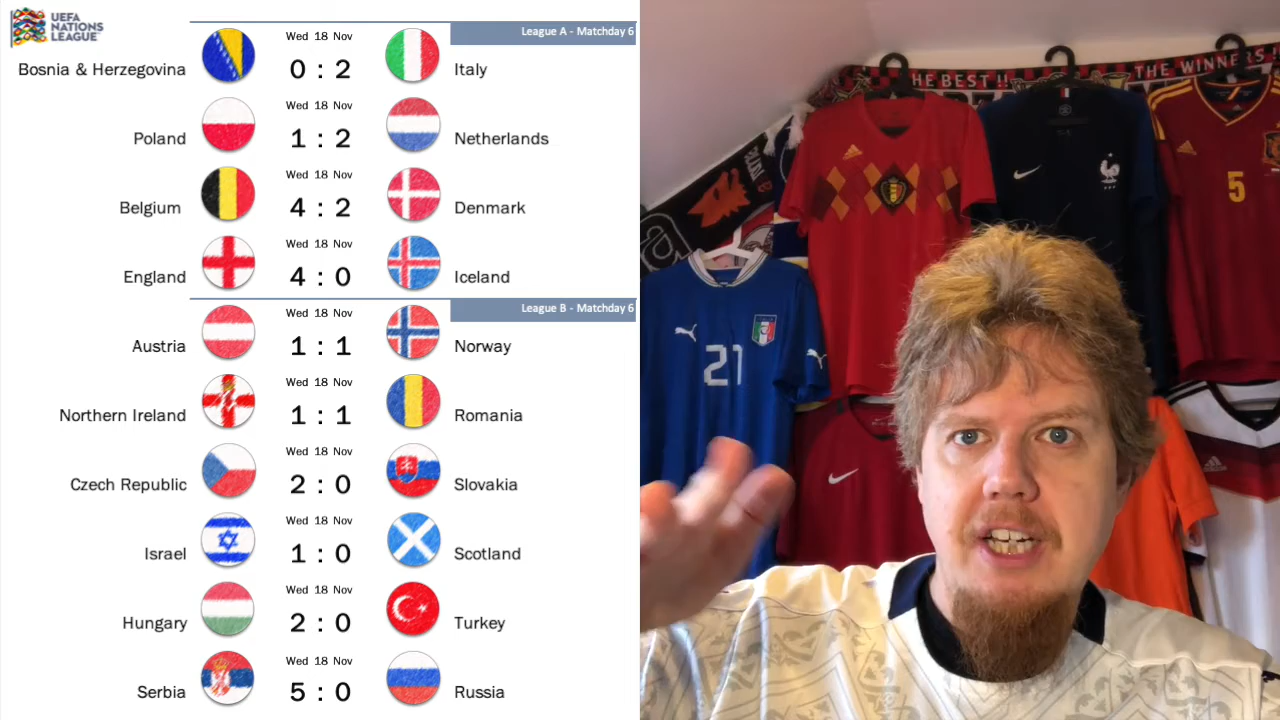 UEFA
NATIONS
LEAGUE
League A - Matchday 6
Wed 18 Nov
Bosnia & Herzegovina 0 : 2 Italy
Wed 18 Nov
Poland 1 : 2 Netherlands
Wed 18 Nov
Belgium 4 : 2 Denmark
Wed 18 Nov
England 4 : 0 Iceland
League B - Matchday 6
Wed 18 Nov
Austria 1 : 1 Norway
Wed 18 Nov
Northern Ireland 1 : 1 Romania
Wed 18 Nov
Czech Republic 2 : 0 Slovakia
Wed 18 Nov
Israel 1 : 0 Scotland
Wed 18 Nov
Hungary 2 : 0 Turkey
Wed 18 Nov
Serbia 5 : 0 Russia
THE BEST !!
THE WINNERS
5
21